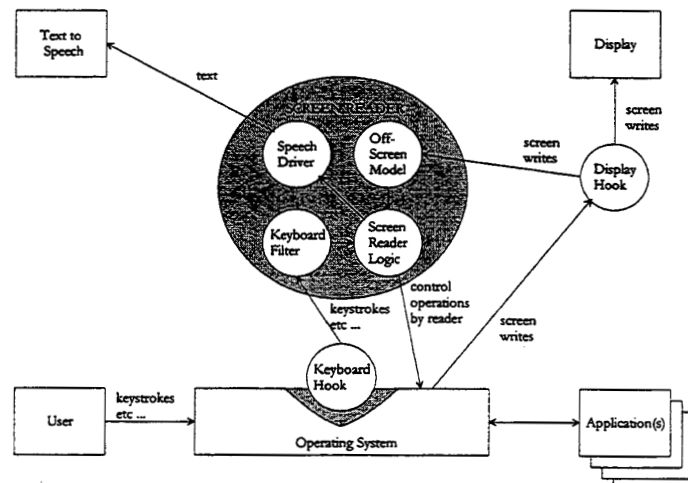 Text to
Speech
Display
text
SCREEN READER
screen
writes
Speech
Driver
Off-
Screen
Model
screen
writes
Display
Hook
Keyboard
Filter
Screen
Reader
Logic
keystrokes
etc ...
control
operations
by reader
screen
writes
Keyboard
Hook
User
keystrokes
etc ...
Operating System
Application(s)